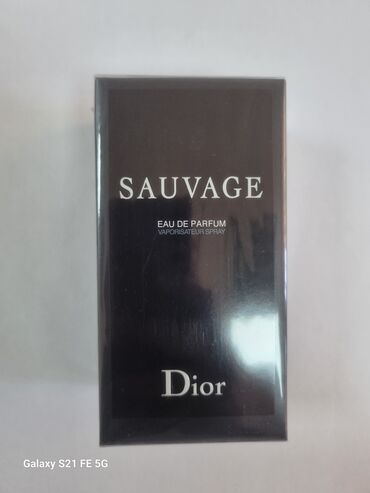 SAUVAGE
EAU DE PARFUM
VAPORISATEUR SPRAY
Dior
Galaxy S21 FE 5G